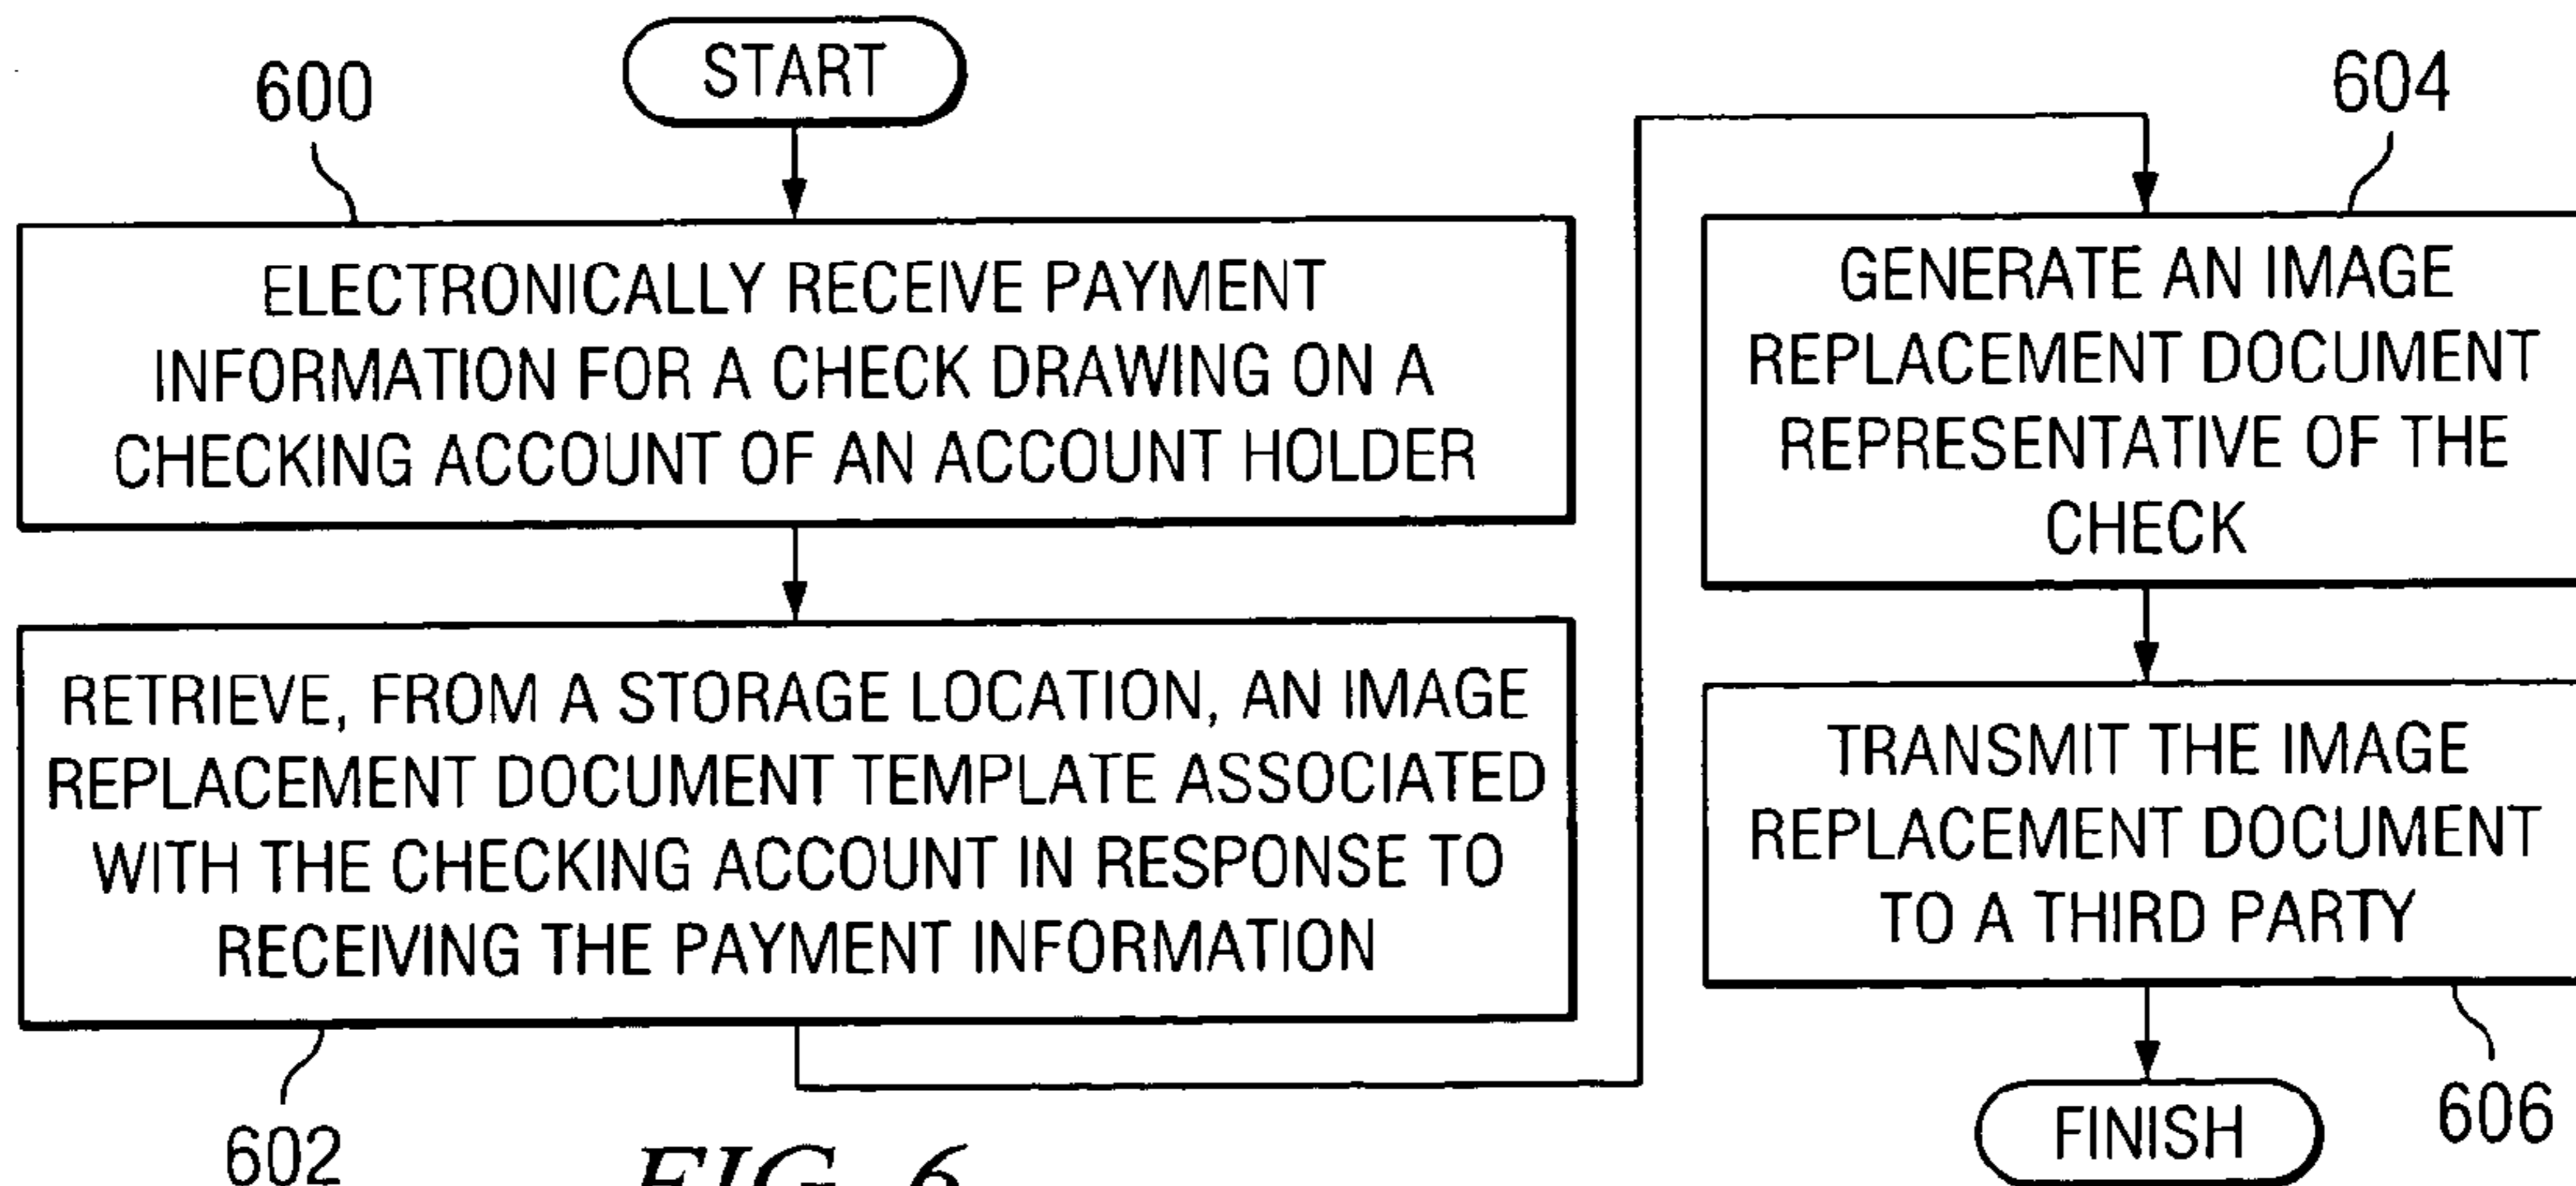 START
600
ELECTRONICALLY RECEIVE PAYMENT
INFORMATION FOR A CHECK DRAWING ON A
CHECKING ACCOUNT OF AN ACCOUNT HOLDER
RETRIEVE, FROM A STORAGE LOCATION, AN IMAGE
REPLACEMENT DOCUMENT TEMPLATE ASSOCIATED
WITH THE CHECKING ACCOUNT IN RESPONSE TO
RECEIVING THE PAYMENT INFORMATION
602
604
GENERATE AN IMAGE
REPLACEMENT DOCUMENT
REPRESENTATIVE OF THE
CHECK
TRANSMIT THE IMAGE
REPLACEMENT DOCUMENT
TO A THIRD PARTY
606
FINISH
FIG. 6